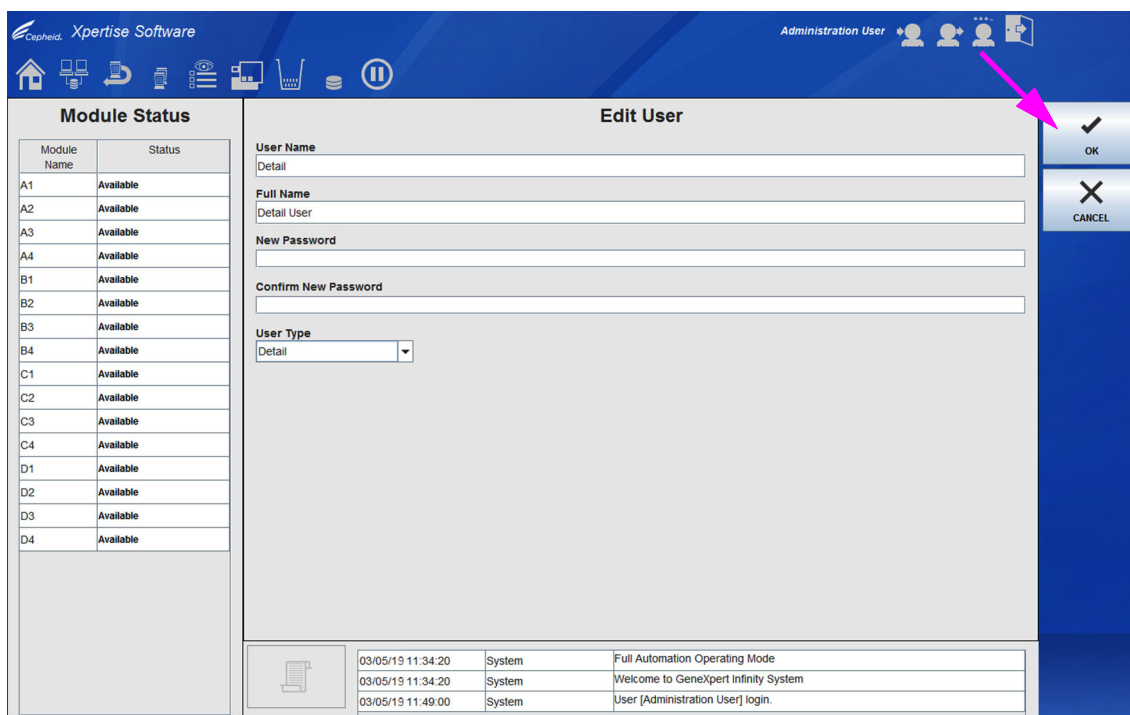 Cepheid. Xpertise Software
Administration User
Module Status
Module Name Status
A1 Available
A2 Available
A3 Available
A4 Available
B1 Available
B2 Available
B3 Available
B4 Available
C1 Available
C2 Available
C3 Available
C4 Available
D1 Available
D2 Available
D3 Available
D4 Available
Edit User
User Name
Detail
Full Name
Detail User
New Password
Confirm New Password
User Type
Detail
OK
CANCEL
03/05/19 11:34:20 System Full Automation Operating Mode
03/05/19 11:34:20 System Welcome to GeneXpert Infinity System
03/05/19 11:49:00 System User [Administration User] login.